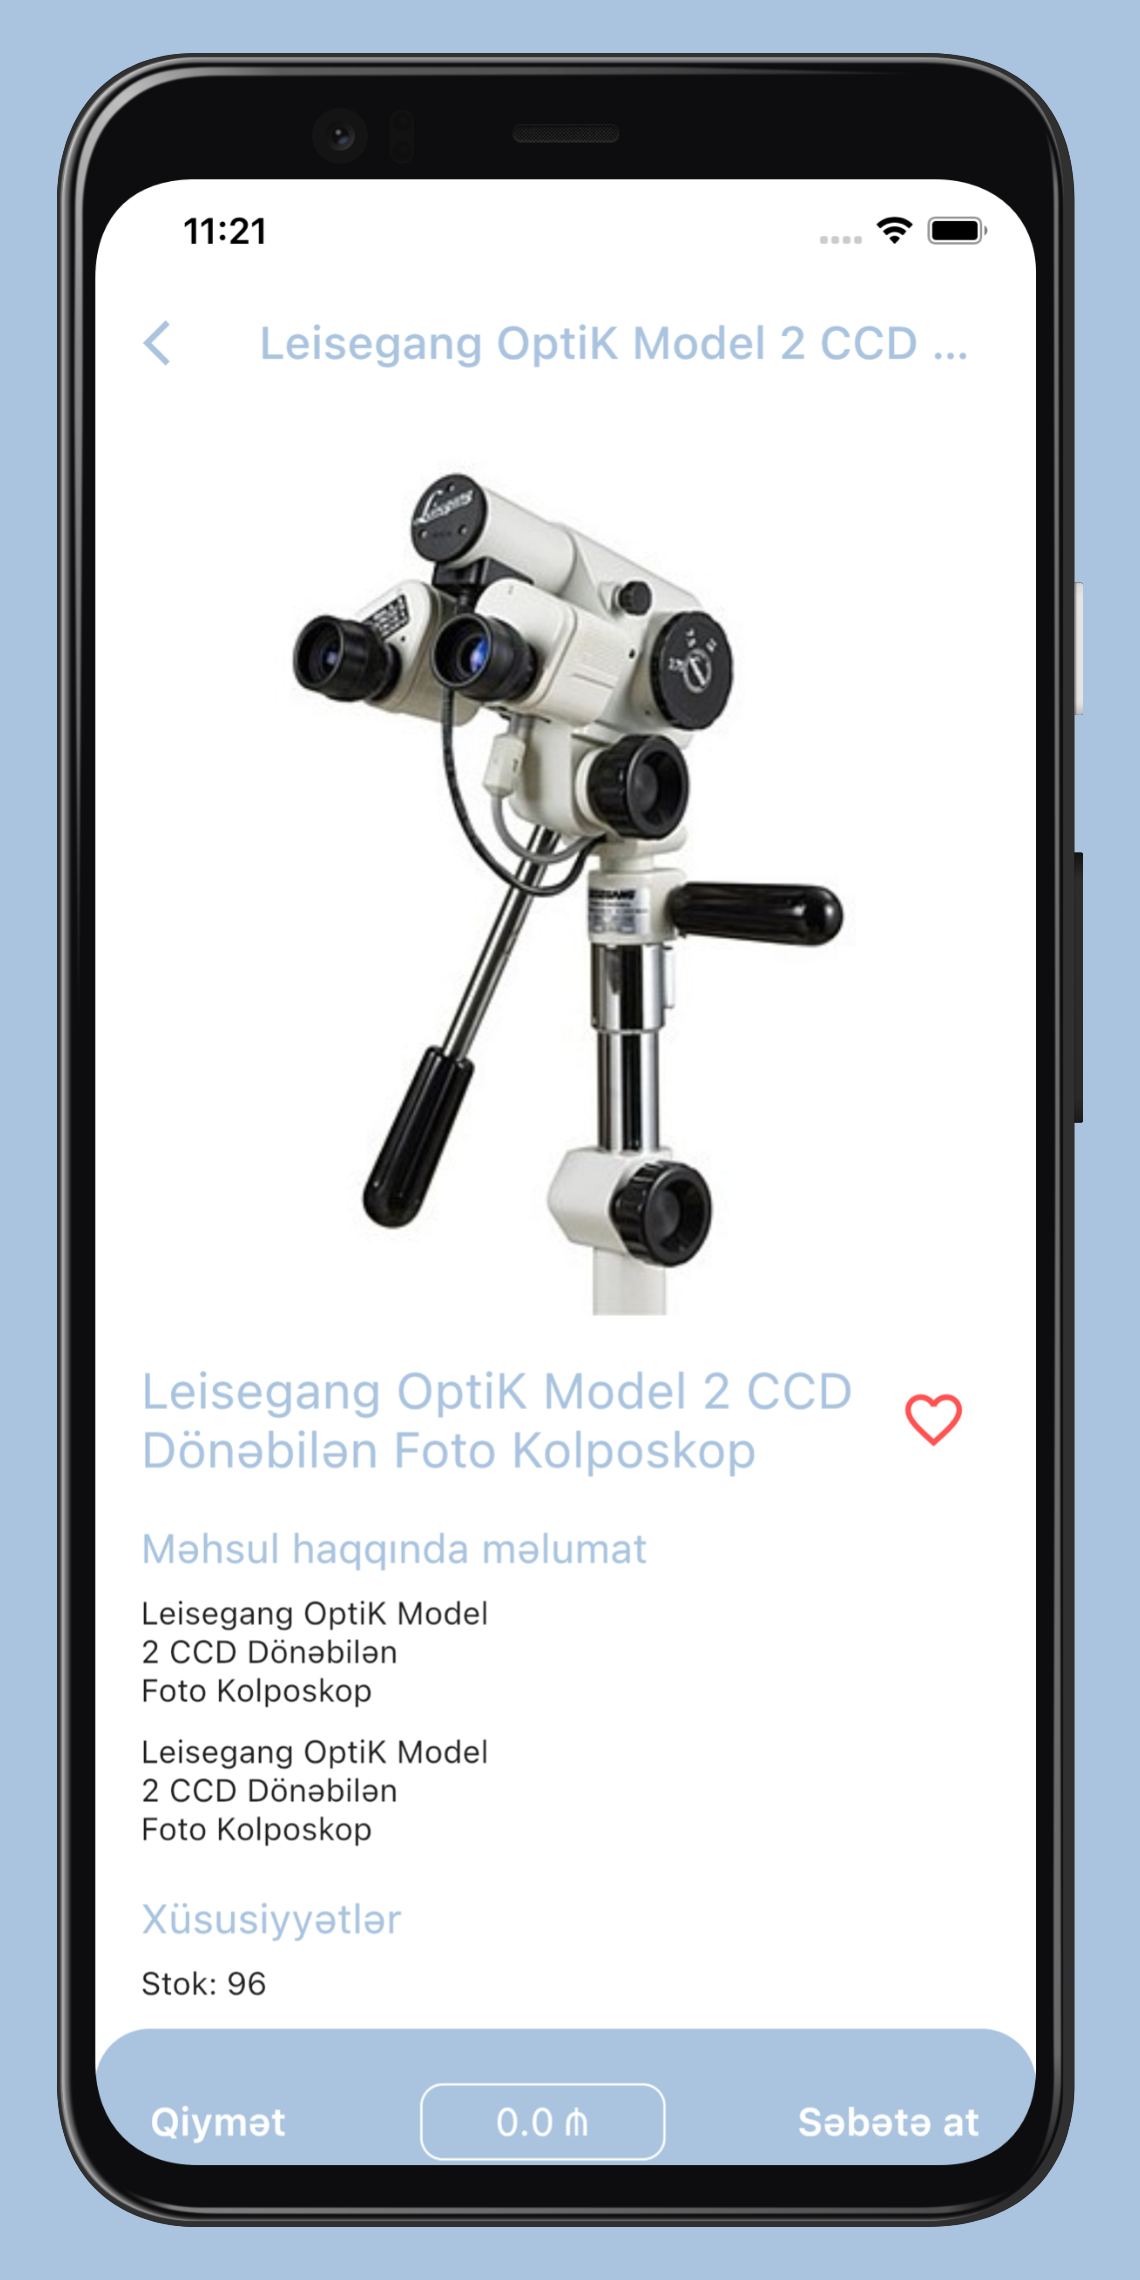 11:21
Leisegang OptiK Model 2 CCD ...
Leisegang
Leisegang OptiK Model 2 CCD
Dönəbilən Foto Kolposkop
Məhsul haqqında məlumat
Leisegang OptiK Model
2 CCD Dönəbilən
Foto Kolposkop
Leisegang OptiK Model
2 CCD Dönəbilən
Foto Kolposkop
Xüsusiyyətlər
Stok: 96
Qiymət
0.0 ₼
Səbətə at